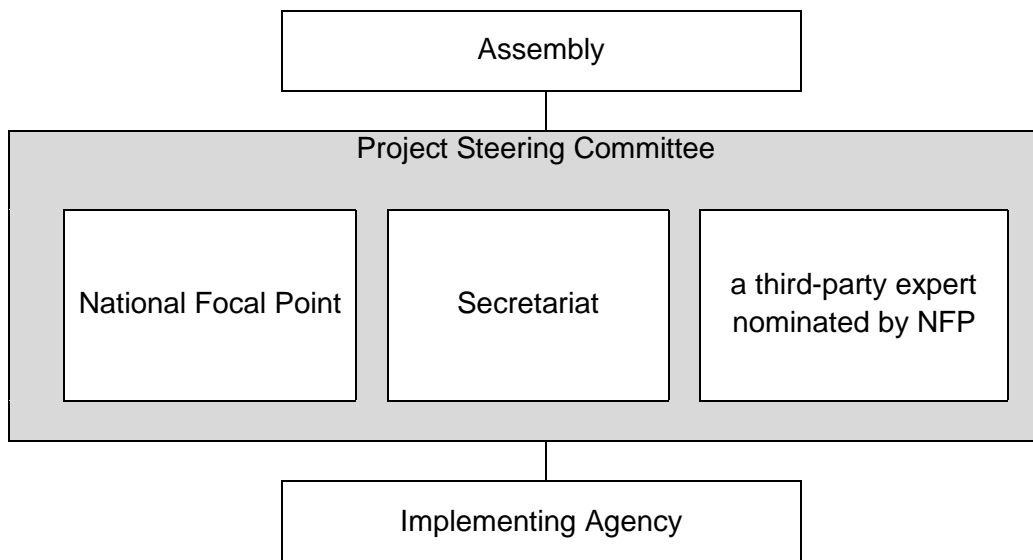 Assembly
Project Steering Committee
National Focal Point
Secretariat
a third-party expert
nominated by NFP
Implementing Agency